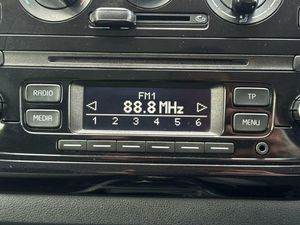 RADIO
FM1
TP
88.8 MHz
MEDIA
1 2 3 4 5 6
MENU